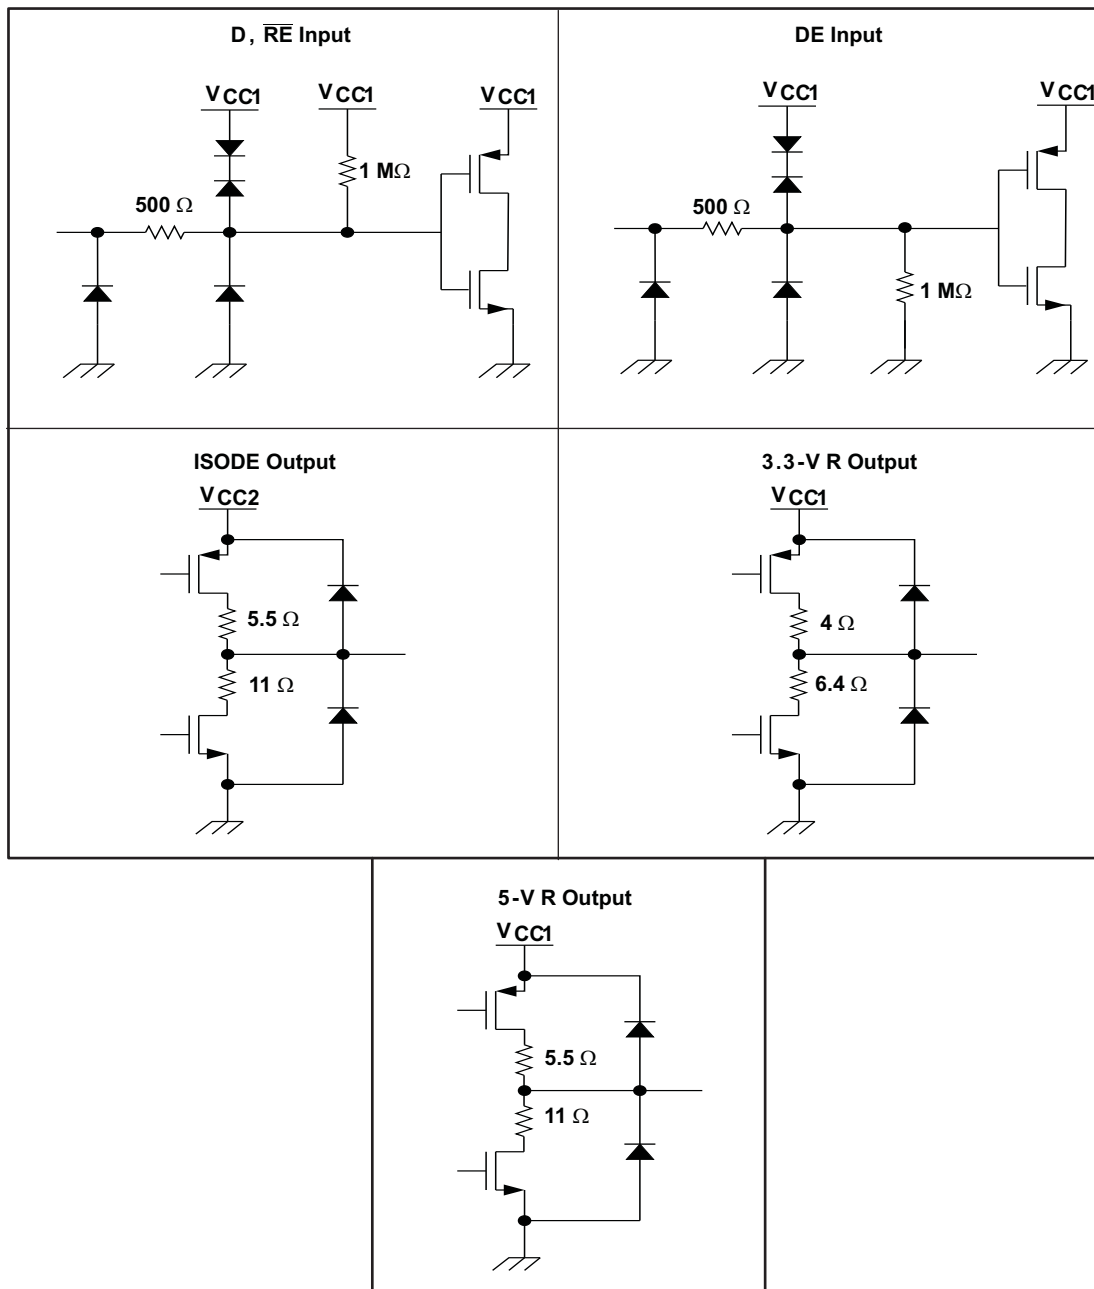 D, RE Input
VCC1
VCC1
VCC1
1 MΩ
500 Ω
DE Input
VCC1
VCC1
500 Ω
1 MΩ
ISODE Output
VCC2
5.5 Ω
11 Ω
3.3-V R Output
VCC1
4 Ω
6.4 Ω
5-V R Output
VCC1
5.5 Ω
11 Ω